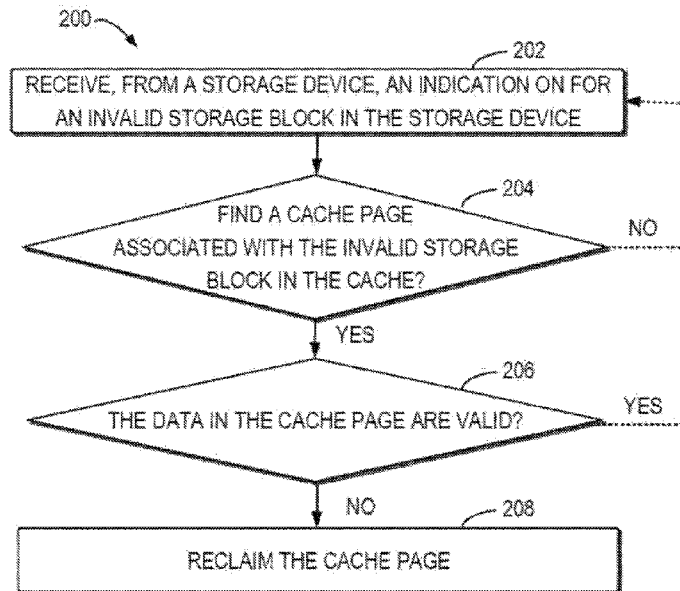 200
202
RECEIVE, FROM A STORAGE DEVICE, AN INDICATION ON FOR
AN INVALID STORAGE BLOCK IN THE STORAGE DEVICE
204
FIND A CACHE PAGE
ASSOCIATED WITH THE INVALID STORAGE
BLOCK IN THE CACHE?
NO
YES
206
THE DATA IN THE CACHE PAGE ARE VALID?
YES
NO
208
RECLAIM THE CACHE PAGE